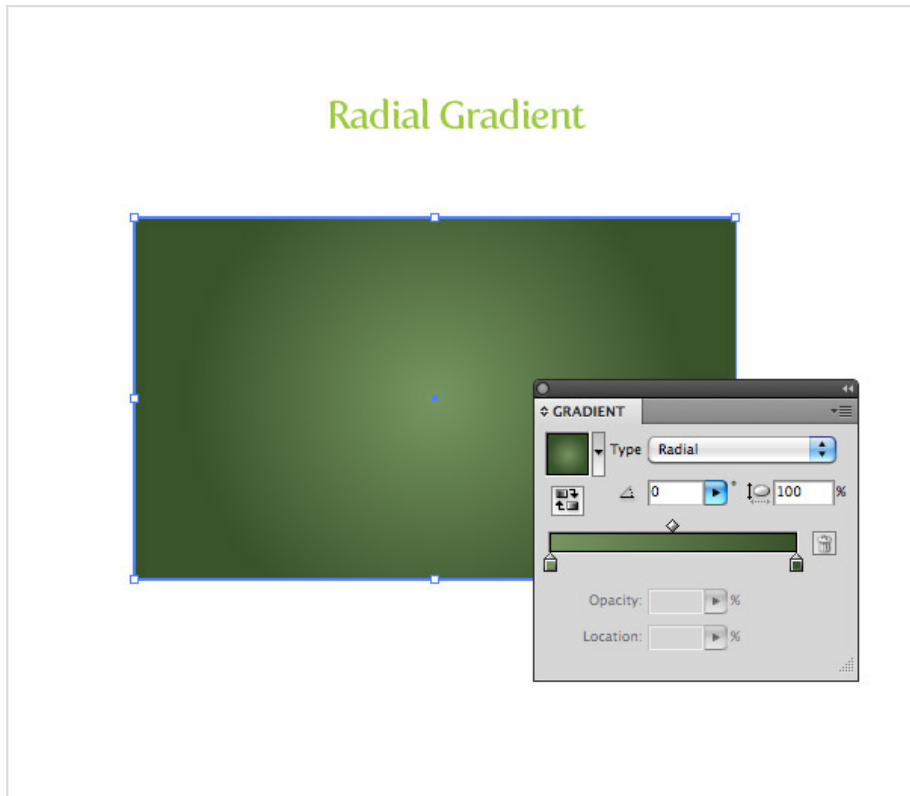 Radial Gradient
GRADIENT
Type Radial
0 ° 100 %
Opacity: %
Location: %